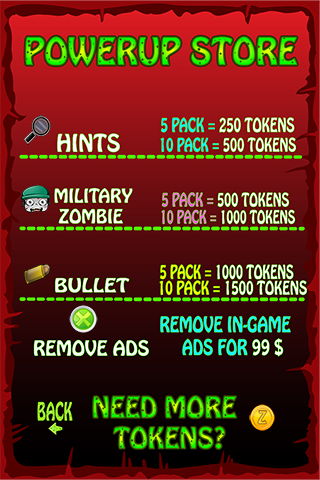 POWERUP STORE
HINTS
5 PACK = 250 TOKENS
10 PACK = 500 TOKENS
MILITARY
ZOMBIE
5 PACK = 500 TOKENS
10 PACK = 1000 TOKENS
BULLET
5 PACK = 1000 TOKENS
10 PACK = 1500 TOKENS
REMOVE ADS
REMOVE IN-GAME
ADS FOR 99 $
BACK
NEED MORE
TOKENS?
Z